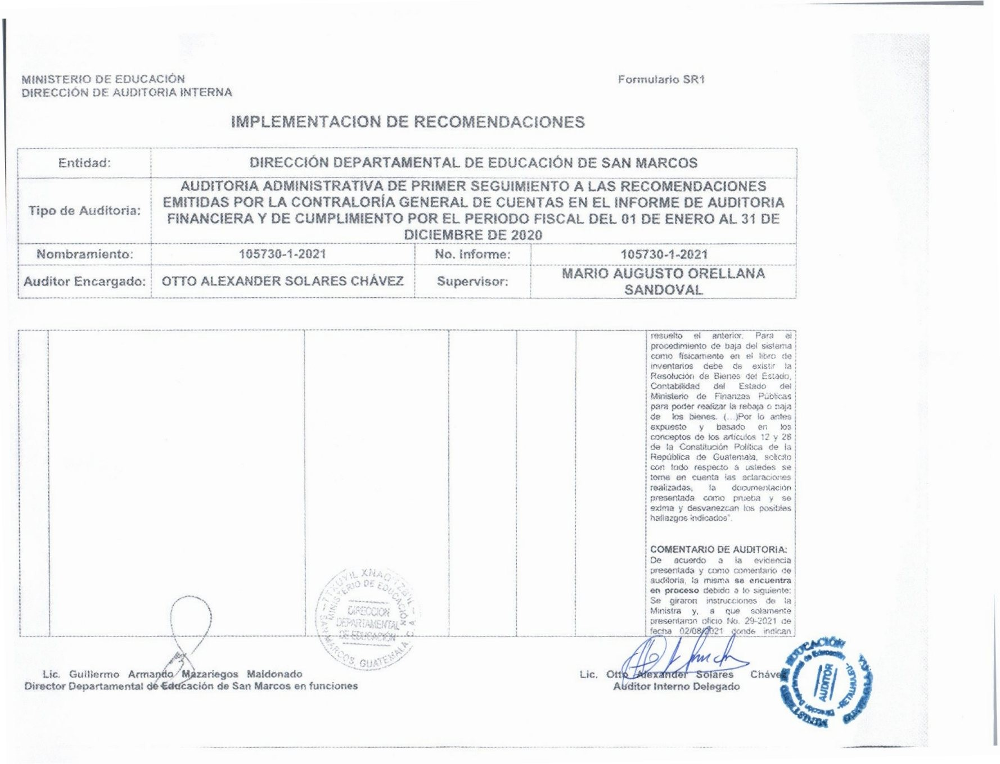 MINISTERIO DE EDUCACIÓN
DIRECCIÓN DE AUDITORIA INTERNA
Formulario SR1
IMPLEMENTACION DE RECOMENDACIONES
Entidad:
DIRECCIÓN DEPARTAMENTAL DE EDUCACIÓN DE SAN MARCOS
Tipo de Auditoria:
AUDITORIA ADMINISTRATIVA DE PRIMER SEGUIMIENTO A LAS RECOMENDACIONES
EMITIDAS POR LA CONTRALORÍA GENERAL DE CUENTAS EN EL INFORME DE AUDITORIA
FINANCIERA Y DE CUMPLIMIENTO POR EL PERIODO FISCAL DEL 01 DE ENERO AL 31 DE
DICIEMBRE DE 2020
Nombramiento:
105730-1-2021
No. Informe:
105730-1-2021
Auditor Encargado:
OTTO ALEXANDER SOLARES CHÁVEZ
Supervisor:
MARIO AUGUSTO ORELLANA
SANDOVAL
resuelto el anterior. Para el
procedimiento de baja del sistema
como físicamente en el libro de
inventarios debe de existir la
Resolución de Bienes del Estado,
Contabilidad del Estado del
Ministerio de Finanzas Públicas
para poder realizar la rebaja o baja
de los bienes. (...)Por lo antes
expuesto y basado en los
conceptos de los artículos 12 y 28
de la Constitución Política de la
República de Guatemala, solicito
con todo respecto a ustedes se
tome en cuenta las aclaraciones
realizadas, la documentación
presentada como prueba y se
exima y desvanezcan los posibles
hallazgos indicados".
COMENTARIO DE AUDITORIA:
De acuerdo a la evidencia
presentada y como comentario de
auditoria, la misma se encuentra
en proceso debido a lo siguiente:
Se giraron instrucciones de la
Ministra y, a que solamente
presentaron oficio No. 29-2021 de
fecha 02/08/2021 donde indican
MINISTERIO DE EDUCACIÓN
DIRECCION
DEPARTAMENTAL
DE EDUCACIÓN
SAN MARCOS, GUATEMALA, C. A.
Lic. Guillermo Armando Mazariegos Maldonado
Director Departamental de Educación de San Marcos en funciones
Lic. Otto Alexander Solares Chávez
Auditor Interno Delegado
MINISTERIO DE EDUCACIÓN
Dirección Departamental de Educación
AUDITOR
-RETALHULEU-